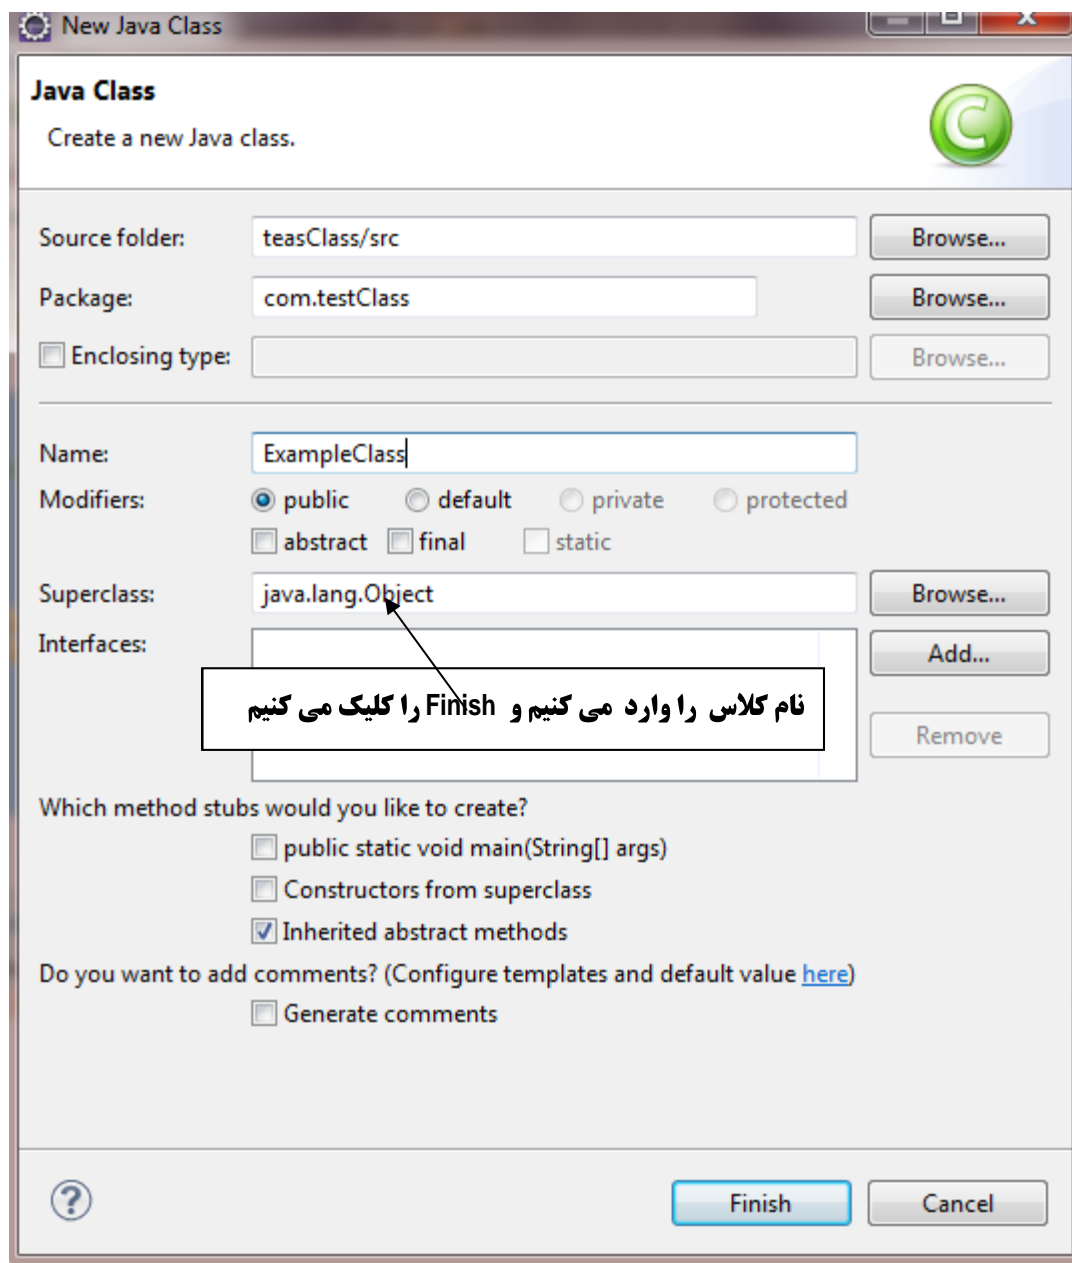 New Java Class
Java Class
Create a new Java class.
Source folder: teasClass/src Browse...
Package: com.testClass Browse...
Enclosing type: Browse...
Name: ExampleClass
Modifiers: public default private protected
abstract final static
Superclass: java.lang.Object Browse...
Interfaces: Add...
نام کلاس را وارد می کنیم و Finish را کلیک می کنیم
Remove
Which method stubs would you like to create?
public static void main(String[] args)
Constructors from superclass
Inherited abstract methods
Do you want to add comments? (Configure templates and default value here)
Generate comments
Finish Cancel